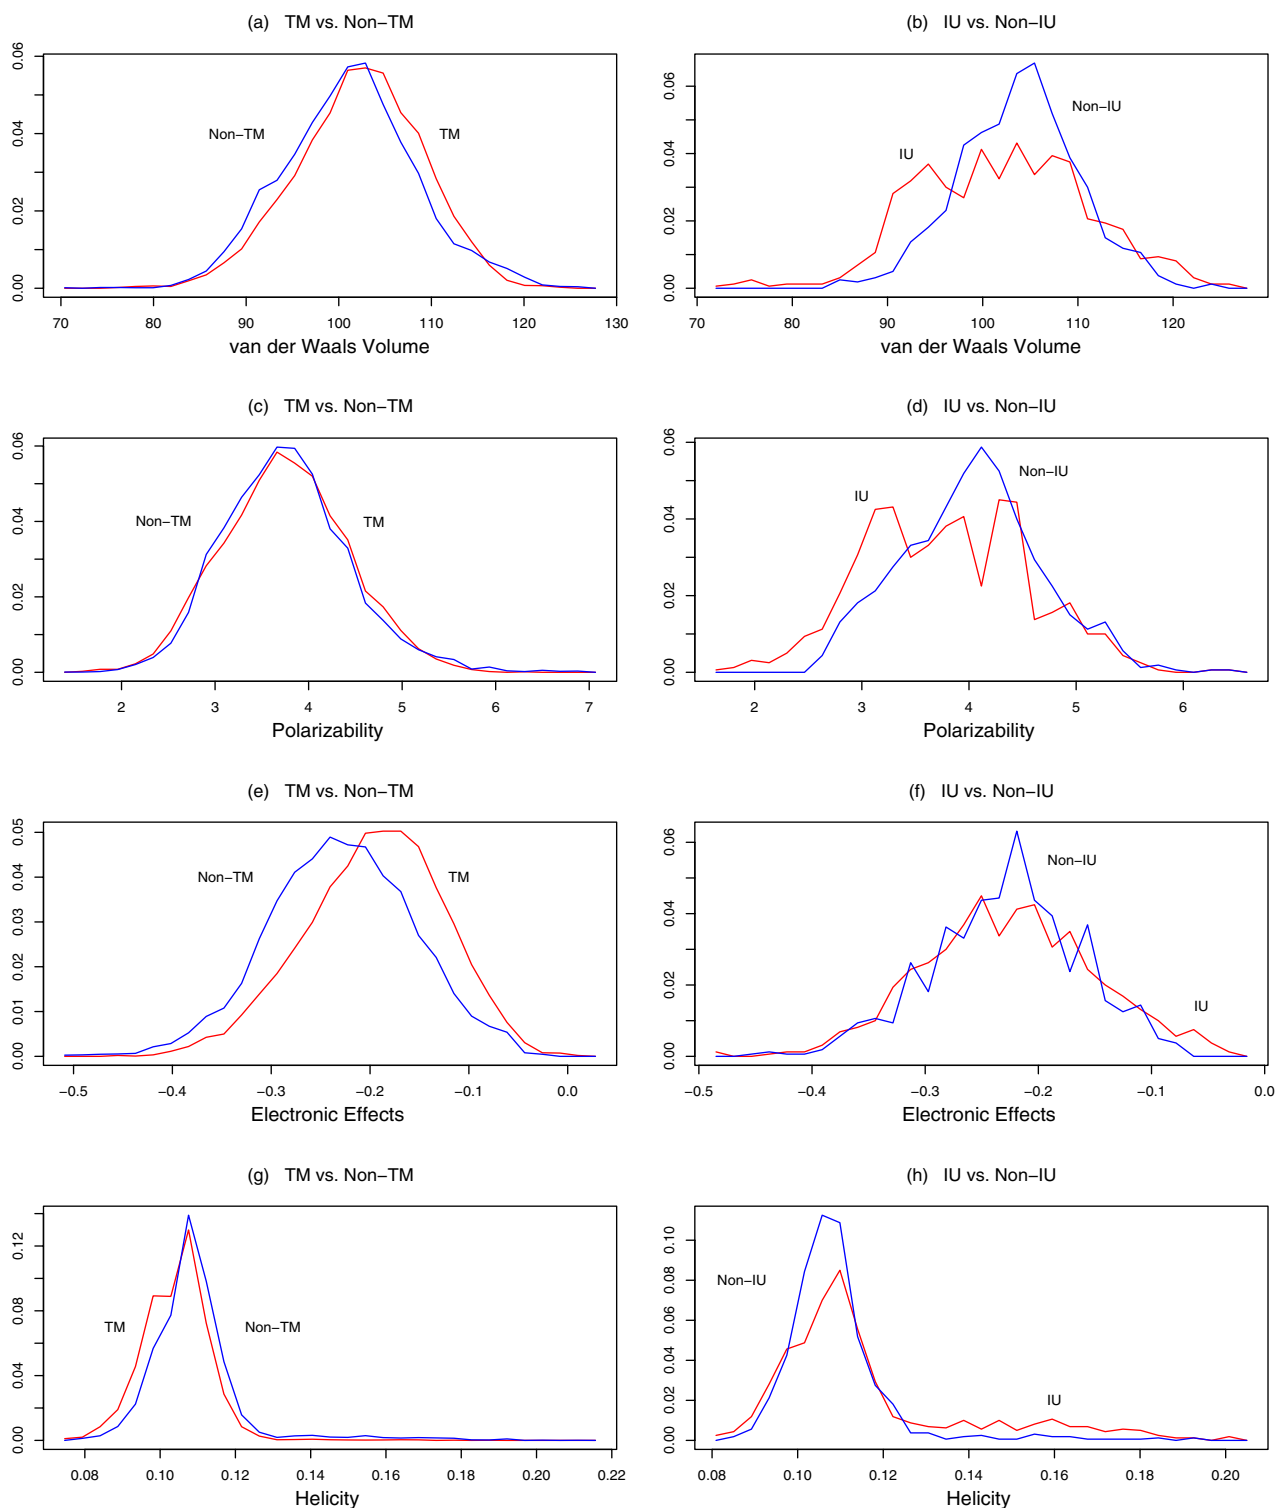 (a) TM vs. Non−TM
0.00 0.02 0.04 0.06
Non−TM
TM
70 80 90 100 110 120 130
van der Waals Volume
(b) IU vs. Non−IU
0.00 0.02 0.04 0.06
Non−IU
IU
70 80 90 100 110 120
van der Waals Volume
(c) TM vs. Non−TM
0.00 0.02 0.04 0.06
Non−TM
TM
2 3 4 5 6 7
Polarizability
(d) IU vs. Non−IU
0.00 0.02 0.04 0.06
Non−IU
IU
2 3 4 5 6
Polarizability
(e) TM vs. Non−TM
0.00 0.01 0.02 0.03 0.04 0.05
Non−TM
TM
−0.5 −0.4 −0.3 −0.2 −0.1 0.0
Electronic Effects
(f) IU vs. Non−IU
0.00 0.02 0.04 0.06
Non−IU
IU
−0.5 −0.4 −0.3 −0.2 −0.1 0.0
Electronic Effects
(g) TM vs. Non−TM
0.00 0.04 0.08 0.12
TM
Non−TM
0.08 0.10 0.12 0.14 0.16 0.18 0.20 0.22
Helicity
(h) IU vs. Non−IU
0.00 0.02 0.04 0.06 0.08 0.10
Non−IU
IU
0.08 0.10 0.12 0.14 0.16 0.18 0.20
Helicity